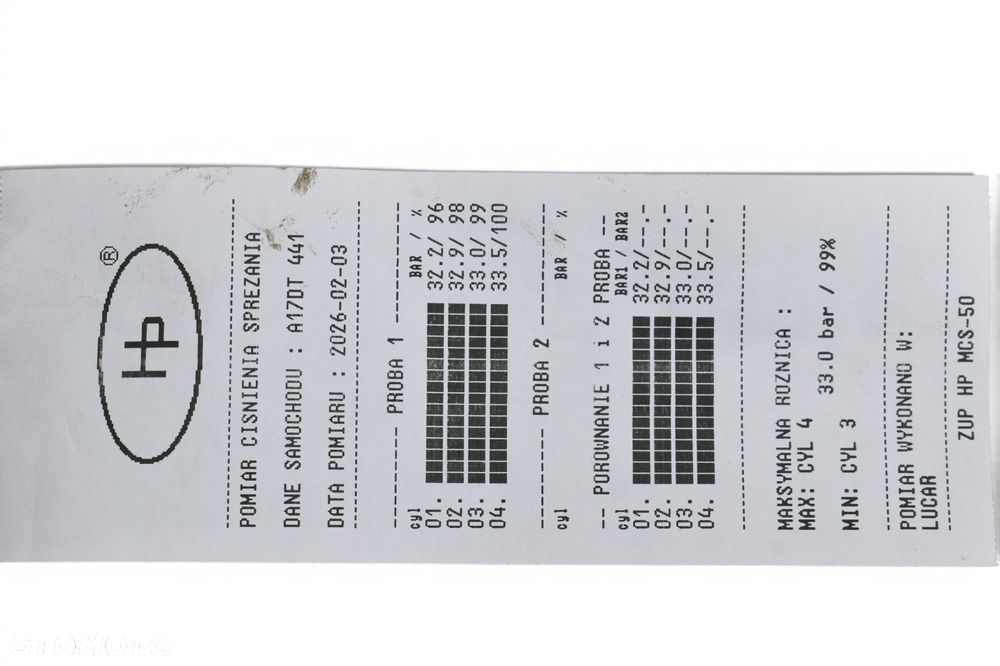 ®
Hp
POMIAR CISNIENIA SPREZANIA
DANE SAMOCHODU : A17DT 441
DATA POMIARU : 2026-02-03
---- PROBA 1 ----
cyl BAR / %
01. 32.2/ 96
02. 32.9/ 98
03. 33.0/ 99
04. 33.5/100
---- PROBA 2 ----
cyl BAR / %
-- POROWNANIE 1 i 2 PROBA --
cyl BAR1 / BAR2
01. 32.2/--.-
02. 32.9/--.-
03. 33.0/--.-
04. 33.5/--.-
MAKSYMALNA ROZNICA :
MAX: CYL 4
33.0 bar / 99%
MIN: CYL 3
POMIAR WYKONANO W:
LUCAR
ZUP HP MCS-50
OTOMOTO